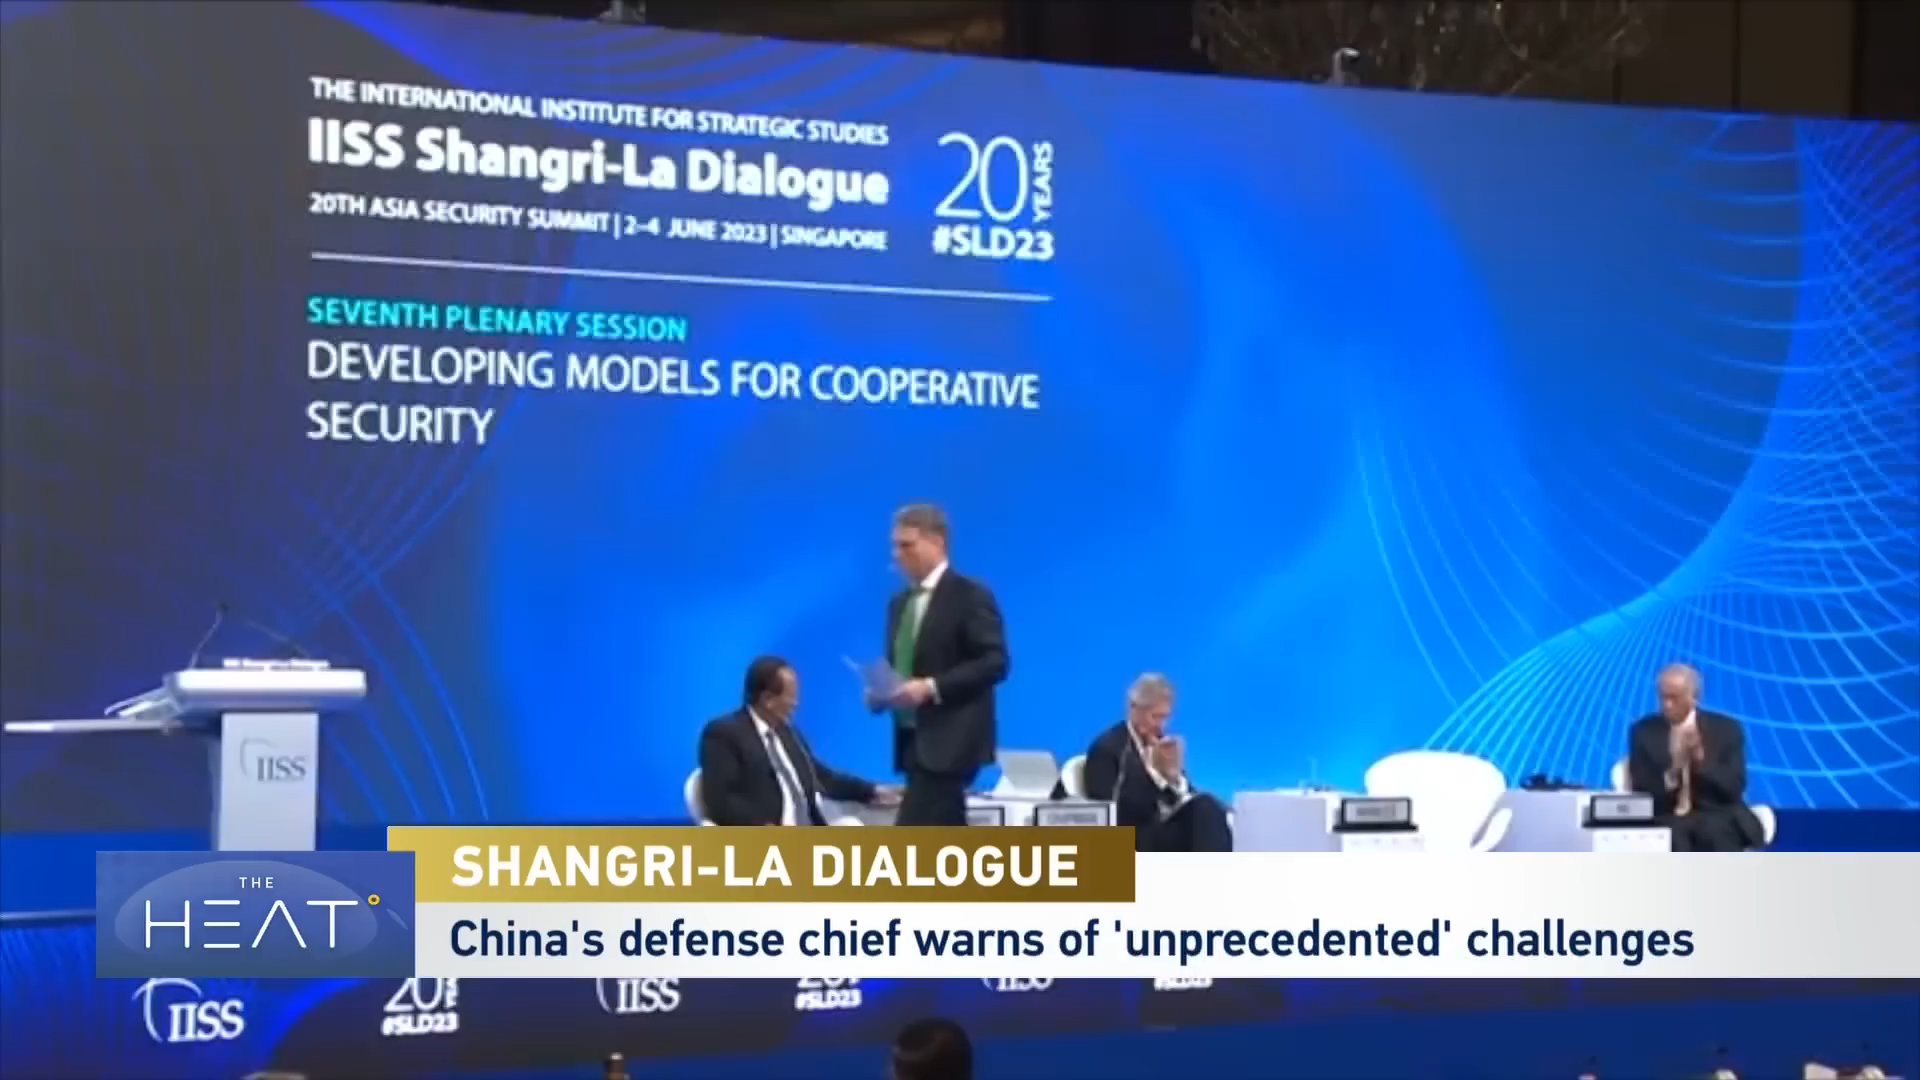 THE INTERNATIONAL INSTITUTE FOR STRATEGIC STUDIES
IISS Shangri-La Dialogue
20TH ASIA SECURITY SUMMIT | 2–4 JUNE 2023 | SINGAPORE
20 YEARS
#SLD23
SEVENTH PLENARY SESSION
DEVELOPING MODELS FOR COOPERATIVE
SECURITY
IISS
SHANGRI-LA DIALOGUE
THE
HEAT
China's defense chief warns of 'unprecedented' challenges
IISS
#SLD23
IISS
#SLD23
IISS
#SLD23